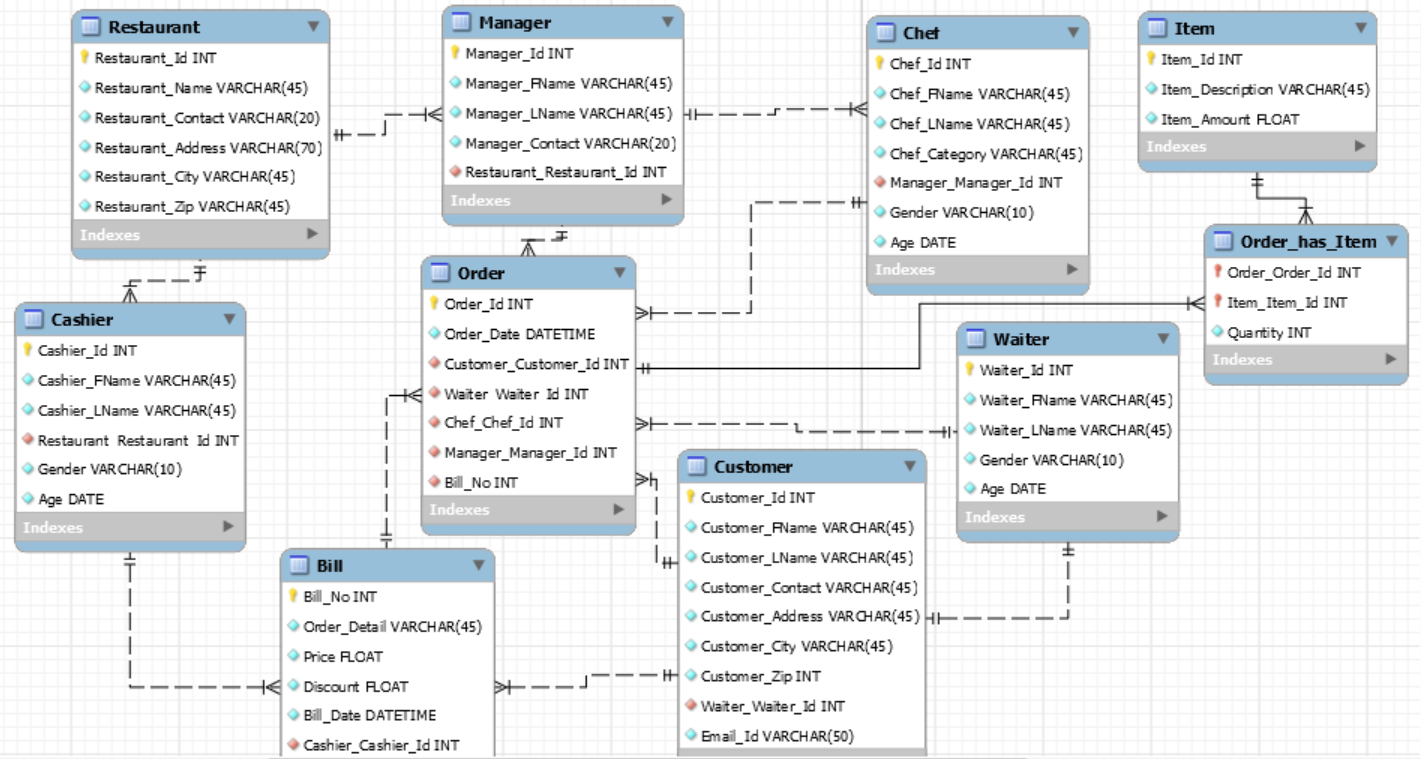 Restaurant
Restaurant_Id INT
Restaurant_Name VARCHAR(45)
Restaurant_Contact VARCHAR(20)
Restaurant_Address VARCHAR(70)
Restaurant_City VARCHAR(45)
Restaurant_Zip VARCHAR(45)
Indexes
Manager
Manager_Id INT
Manager_FName VARCHAR(45)
Manager_LName VARCHAR(45)
Manager_Contact VARCHAR(20)
Restaurant_Restaurant_Id INT
Indexes
Chef
Chef_Id INT
Chef_FName VARCHAR(45)
Chef_LName VARCHAR(45)
Chef_Category VARCHAR(45)
Manager_Manager_Id INT
Gender VARCHAR(10)
Age DATE
Indexes
Item
Item_Id INT
Item_Description VARCHAR(45)
Item_Amount FLOAT
Indexes
Order_has_Item
Order_Order_Id INT
Item_Item_Id INT
Quantity INT
Indexes
Order
Order_Id INT
Order_Date DATETIME
Customer_Customer_Id INT
Waiter_Waiter_Id INT
Chef_Chef_Id INT
Manager_Manager_Id INT
Bill_No INT
Indexes
Cashier
Cashier_Id INT
Cashier_FName VARCHAR(45)
Cashier_LName VARCHAR(45)
Restaurant_Restaurant_Id INT
Gender VARCHAR(10)
Age DATE
Indexes
Waiter
Waiter_Id INT
Waiter_FName VARCHAR(45)
Waiter_LName VARCHAR(45)
Gender VARCHAR(10)
Age DATE
Indexes
Customer
Customer_Id INT
Customer_FName VARCHAR(45)
Customer_LName VARCHAR(45)
Customer_Contact VARCHAR(45)
Customer_Address VARCHAR(45)
Customer_City VARCHAR(45)
Customer_Zip INT
Waiter_Waiter_Id INT
Email_Id VARCHAR(50)
Bill
Bill_No INT
Order_Detail VARCHAR(45)
Price FLOAT
Discount FLOAT
Bill_Date DATETIME
Cashier_Cashier_Id INT